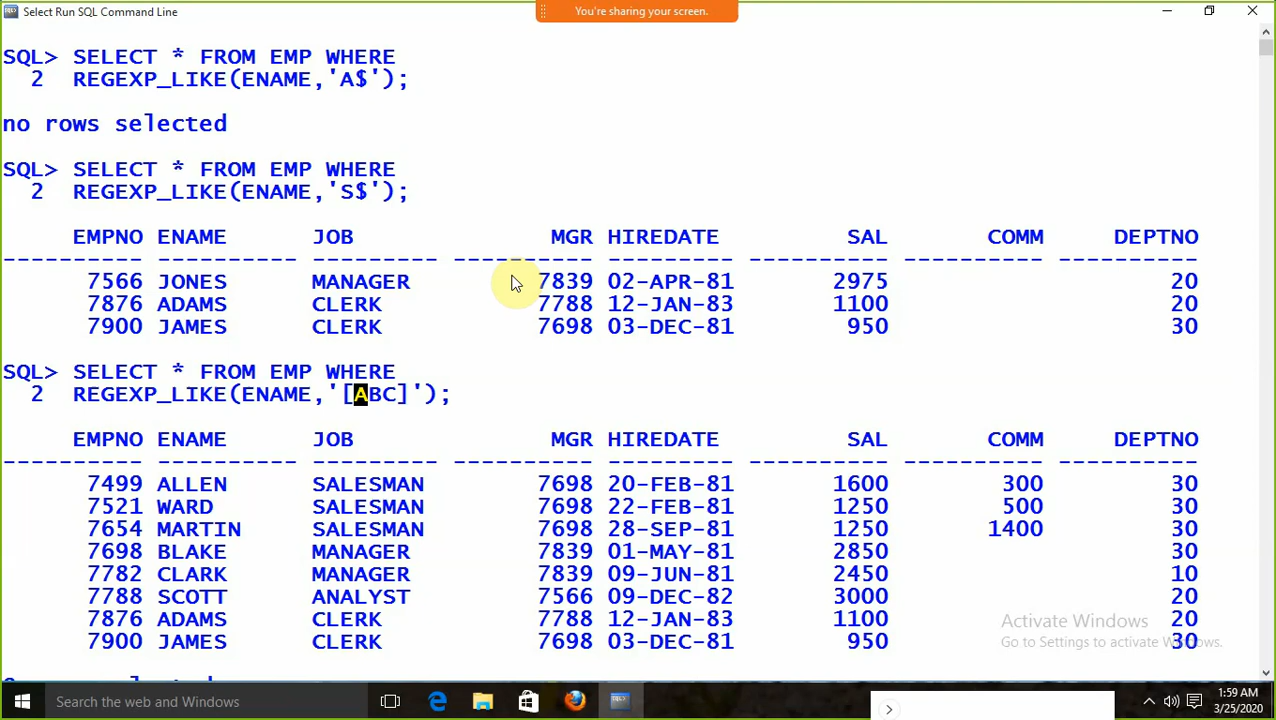 Select Run SQL Command Line
You're sharing your screen.
SQL> SELECT * FROM EMP WHERE
2 REGEXP_LIKE(ENAME,'A$');
no rows selected
SQL> SELECT * FROM EMP WHERE
2 REGEXP_LIKE(ENAME,'S$');
EMPNO ENAME JOB MGR HIREDATE SAL COMM DEPTNO
---------- ---------- --------- ---------- --------- ---------- ---------- ----------
7566 JONES MANAGER 7839 02-APR-81 2975 20
7876 ADAMS CLERK 7788 12-JAN-83 1100 20
7900 JAMES CLERK 7698 03-DEC-81 950 30
SQL> SELECT * FROM EMP WHERE
2 REGEXP_LIKE(ENAME,'[ABC]');
EMPNO ENAME JOB MGR HIREDATE SAL COMM DEPTNO
---------- ---------- --------- ---------- --------- ---------- ---------- ----------
7499 ALLEN SALESMAN 7698 20-FEB-81 1600 300 30
7521 WARD SALESMAN 7698 22-FEB-81 1250 500 30
7654 MARTIN SALESMAN 7698 28-SEP-81 1250 1400 30
7698 BLAKE MANAGER 7839 01-MAY-81 2850 30
7782 CLARK MANAGER 7839 09-JUN-81 2450 10
7788 SCOTT ANALYST 7566 09-DEC-82 3000 20
7876 ADAMS CLERK 7788 12-JAN-83 1100 20
7900 JAMES CLERK 7698 03-DEC-81 950 30
Activate Windows
Go to Settings to activate Windows.
Search the web and Windows
1:59 AM
3/25/2020